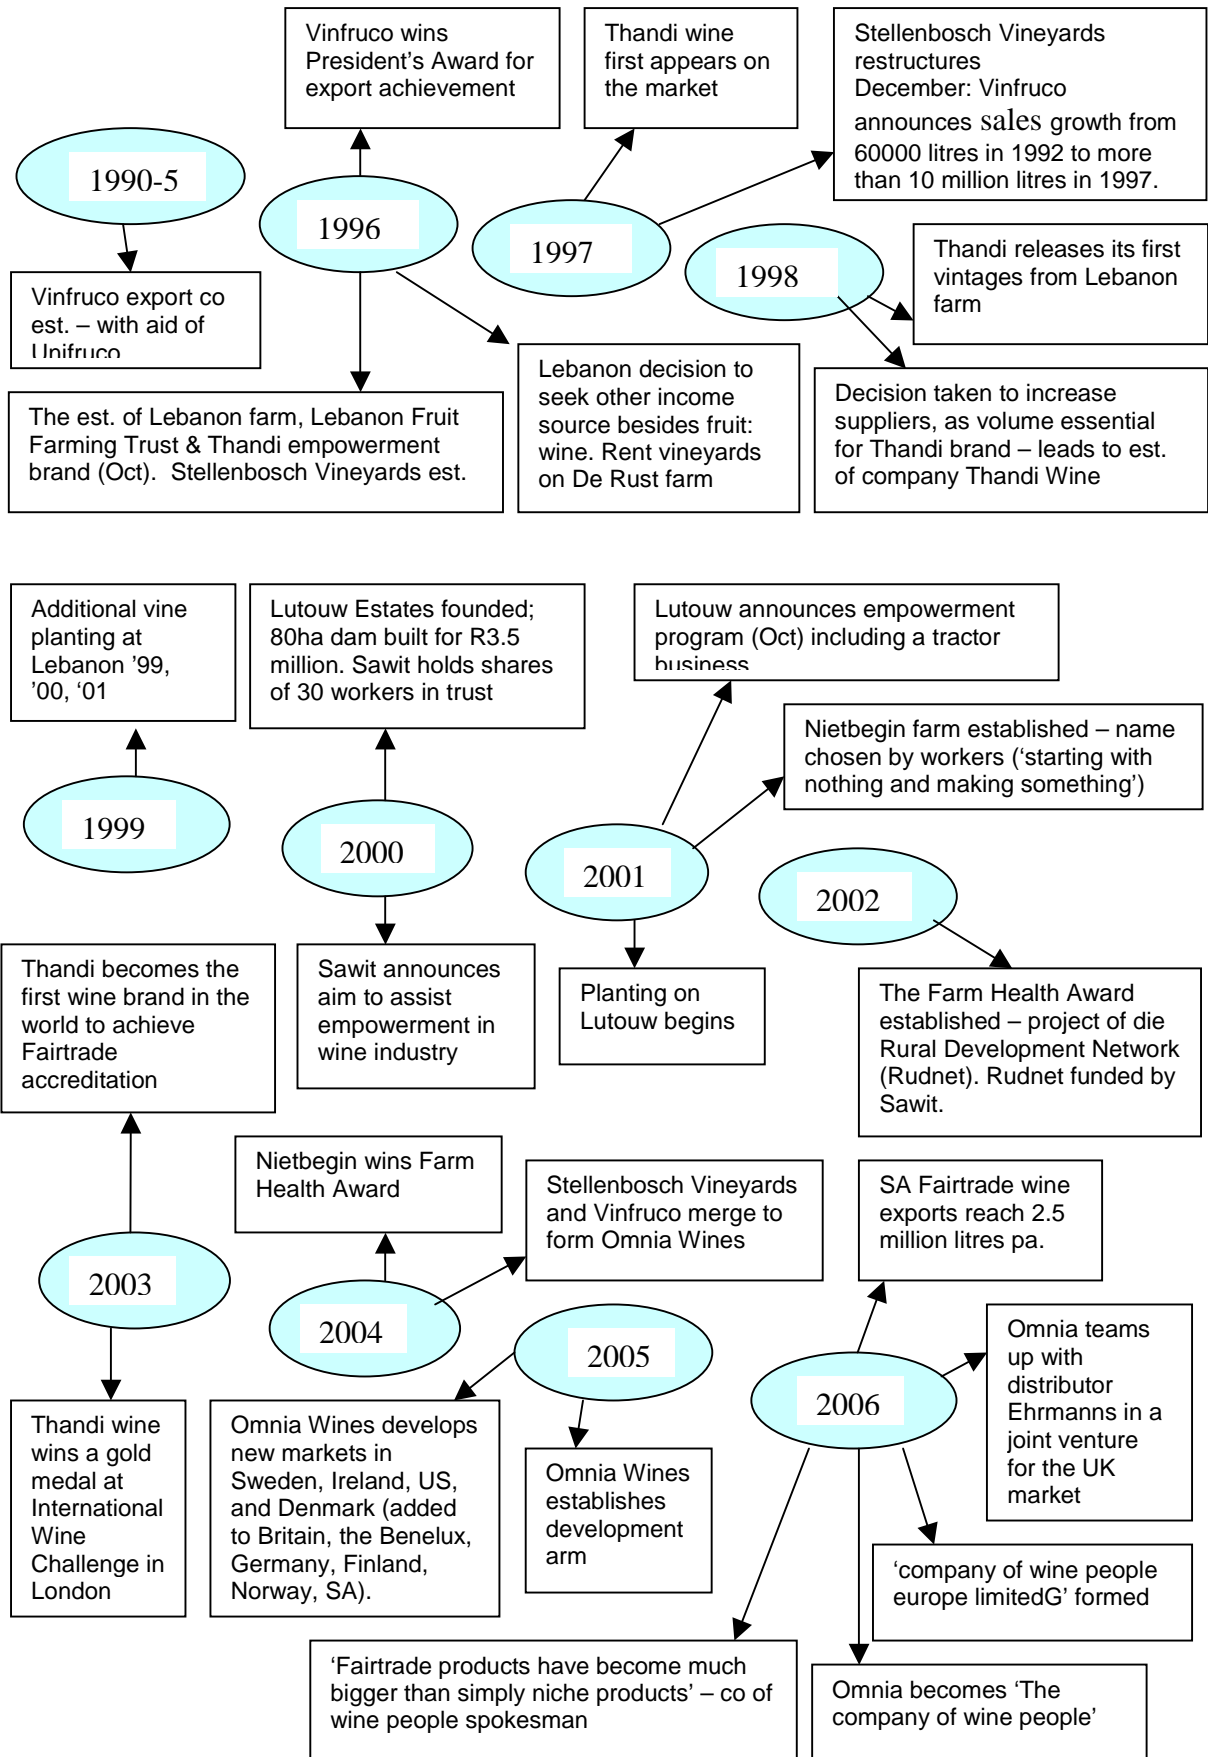 Vinfruco wins
President's Award for
export achievement
Thandi wine
first appears on
the market
Stellenbosch Vineyards
restructures
December: Vinfruco
announces sales growth from
60000 litres in 1992 to more
than 10 million litres in 1997.
1990-5
1996
1997
1998
Thandi releases its first
vintages from Lebanon
farm
Vinfruco export co
est. – with aid of
Unifruco
The est. of Lebanon farm, Lebanon Fruit
Farming Trust & Thandi empowerment
brand (Oct). Stellenbosch Vineyards est.
Lebanon decision to
seek other income
source besides fruit:
wine. Rent vineyards
on De Rust farm
Decision taken to increase
suppliers, as volume essential
for Thandi brand – leads to est.
of company Thandi Wine
Additional vine
planting at
Lebanon '99,
'00, '01
Lutouw Estates founded;
80ha dam built for R3.5
million. Sawit holds shares
of 30 workers in trust
Lutouw announces empowerment
program (Oct) including a tractor
business
Nietbegin farm established – name
chosen by workers ('starting with
nothing and making something')
1999
2000
2001
2002
Thandi becomes the
first wine brand in the
world to achieve
Fairtrade
accreditation
Sawit announces
aim to assist
empowerment in
wine industry
Planting on
Lutouw begins
The Farm Health Award
established – project of die
Rural Development Network
(Rudnet). Rudnet funded by
Sawit.
Nietbegin wins Farm
Health Award
Stellenbosch Vineyards
and Vinfruco merge to
form Omnia Wines
SA Fairtrade wine
exports reach 2.5
million litres pa.
2003
2004
2005
2006
Omnia teams
up with
distributor
Ehrmanns in a
joint venture
for the UK
market
Thandi wine
wins a gold
medal at
International
Wine
Challenge in
London
Omnia Wines develops
new markets in
Sweden, Ireland, US,
and Denmark (added
to Britain, the Benelux,
Germany, Finland,
Norway, SA).
Omnia Wines
establishes
development
arm
'company of wine people
europe limitedG' formed
'Fairtrade products have become much
bigger than simply niche products' – co of
wine people spokesman
Omnia becomes 'The
company of wine people'